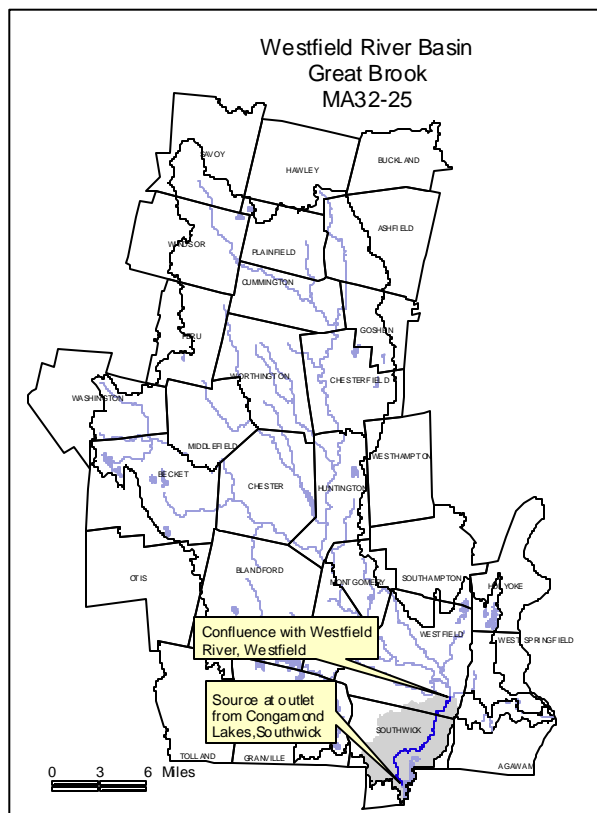 Westfield River Basin
Great Brook
MA32-25
SAVOY
HAWLEY
BUCKLAND
ASHFIELD
WINDSOR
PLAINFIELD
CUMMINGTON
GOSHEN
PERU
WORTHINGTON
CHESTERFIELD
WASHINGTON
MIDDLEFIELD
WESTHAMPTON
BECKET
CHESTER
HUNTINGTON
OTIS
BLANDFORD
MONTGOMERY
SOUTHAMPTON
HOLYOKE
Confluence with Westfield
River, Westfield
WESTFIELD
WEST SPRINGFIELD
Source at outlet
from Congamond
Lakes,Southwick
SOUTHWICK
TOLLAND
GRANVILLE
AGAWAM
0 3 6 Miles